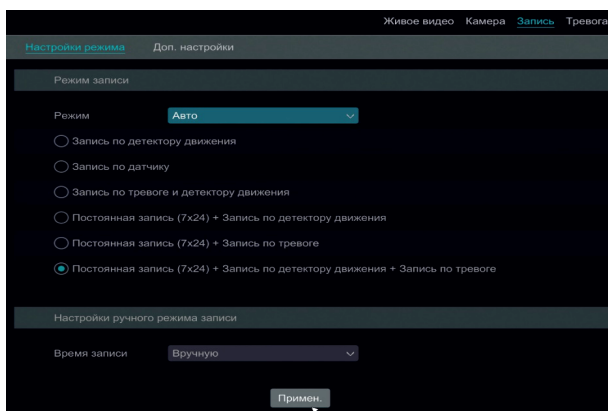 Живое видео Камера Запись Тревога
Настройки режима Доп. настройки
Режим записи
Режим Авто
Запись по детектору движения
Запись по датчику
Запись по тревоге и детектору движения
Постоянная запись (7x24) + Запись по детектору движения
Постоянная запись (7x24) + Запись по тревоге
Постоянная запись (7x24) + Запись по детектору движения + Запись по тревоге
Настройки ручного режима записи
Время записи Вручную
Примен.